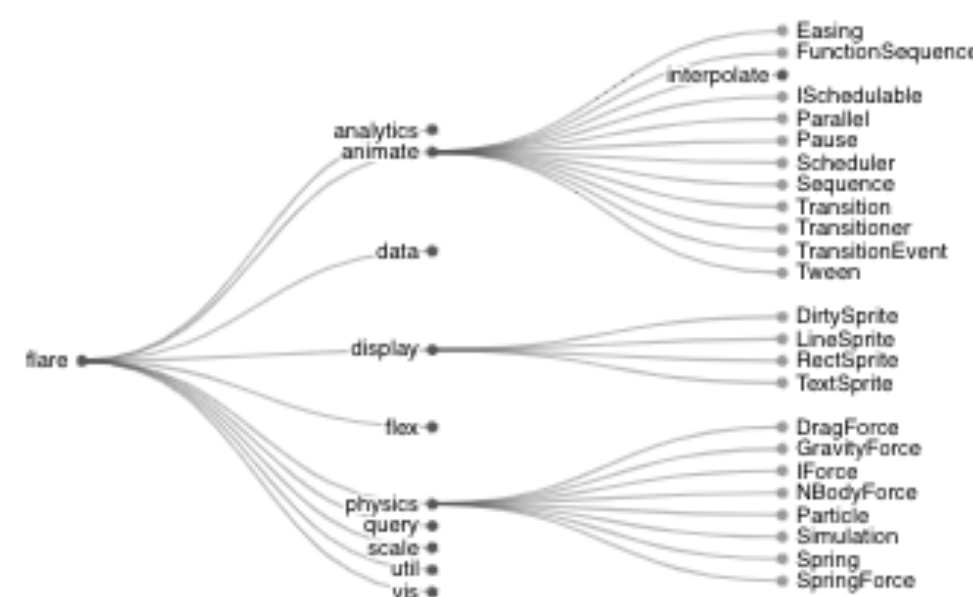 flare
analytics
animate
data
display
flex
physics
query
scale
util
vis
Easing
FunctionSequence
interpolate
ISchedulable
Parallel
Pause
Scheduler
Sequence
Transition
Transitioner
TransitionEvent
Tween
DirtySprite
LineSprite
RectSprite
TextSprite
DragForce
GravityForce
IForce
NBodyForce
Particle
Simulation
Spring
SpringForce